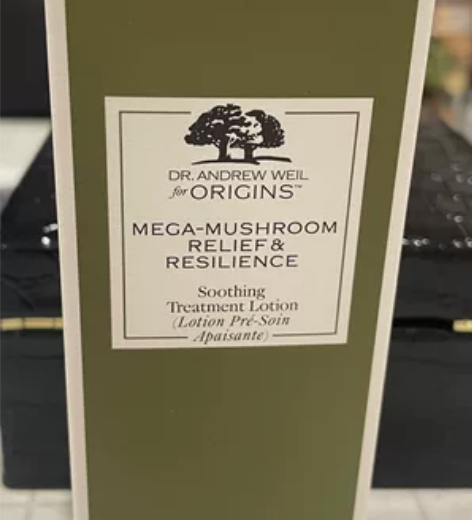 DR. ANDREW WEIL
for ORIGINS™
MEGA-MUSHROOM
RELIEF &
RESILIENCE
Soothing
Treatment Lotion
(Lotion Pré-Soin
Apaisante)